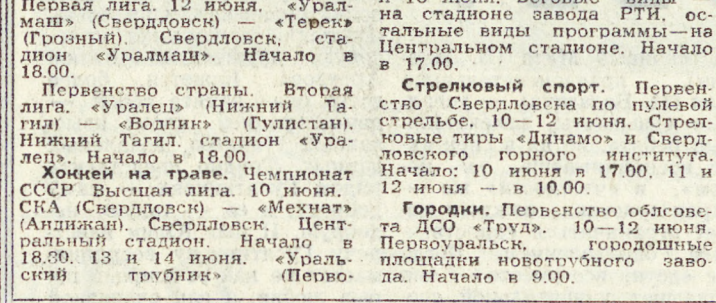 Первая лига. 12 июня. «Урал-
маш» (Свердловск) — «Терек»
(Грозный). Свердловск, ста-
дион «Уралмаш». Начало в
18.00.
Первенство страны. Вторая
лига. «Уралец» (Нижний Та-
гил) — «Водник» (Гулистан).
Нижний Тагил, стадион «Ура-
лец». Начало в 18.00.
Хоккей на траве. Чемпионат
СССР Высшая лига. 10 июня.
СКА (Свердловск) — «Мехнат»
(Андижан). Свердловск. Цент-
ральный стадион. Начало в
18.30. 13 и 14 июня. «Ураль-
ский трубник» (Перво-
и 10 июня.
на стадионе завода РТИ, ос-
тальные виды программы — на
Центральном стадионе. Начало
в 17.00.
Стрелковый спорт. Первен-
ство Свердловска по пулевой
стрельбе. 10—12 июня. Стрел-
ковые тиры «Динамо» и Сверд-
ловского горного института.
Начало: 10 июня в 17.00, 11 и
12 июня — в 10.00.
Городки. Первенство облсове-
та ДСО «Труд». 10—12 июня.
Первоуральск, городошные
площадки новотрубного заво-
да. Начало в 9.00.